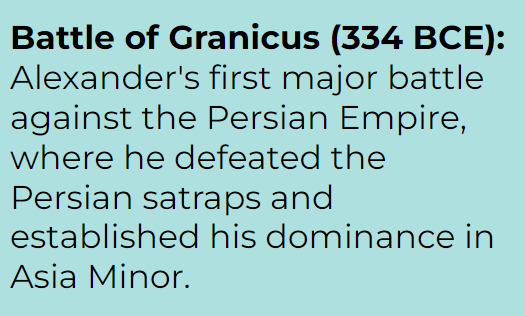 Battle of Granicus (334 BCE):
Alexander's first major battle
against the Persian Empire,
where he defeated the
Persian satraps and
established his dominance in
Asia Minor.